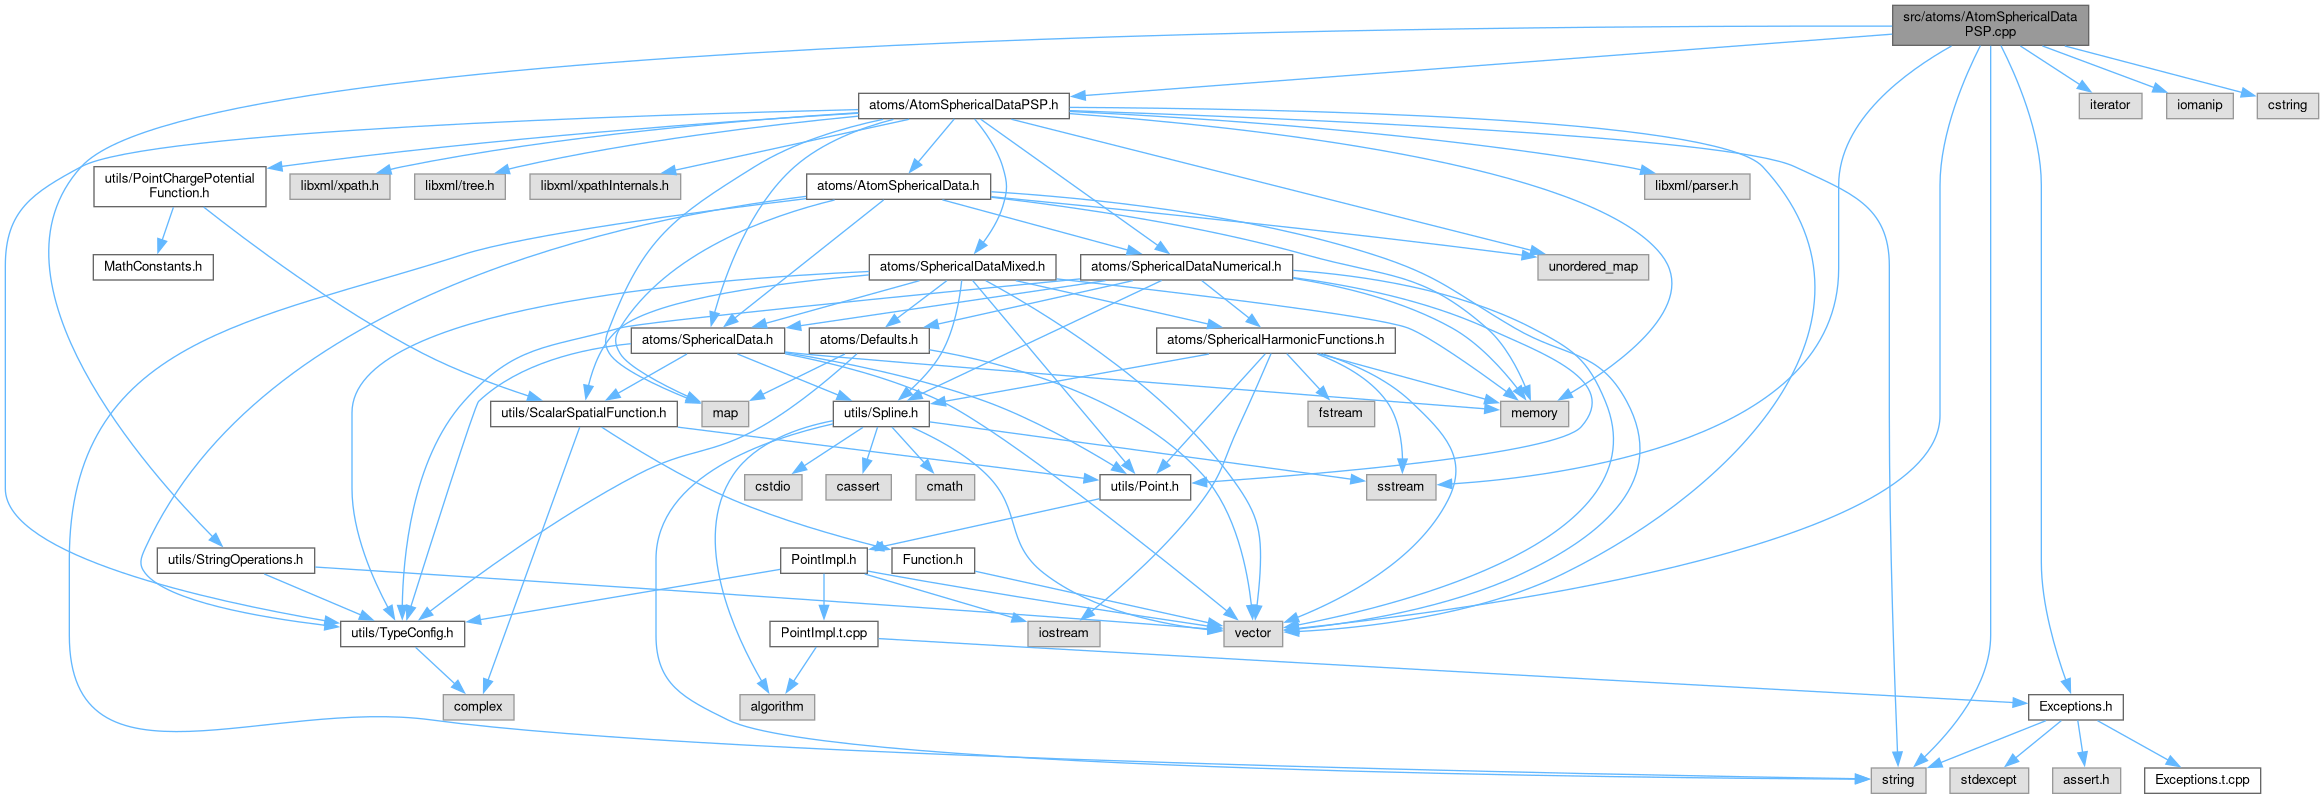 src/atoms/AtomSphericalData
PSP.cpp
atoms/AtomSphericalDataPSP.h
iterator
iomanip
cstring
utils/PointChargePotential
Function.h
libxml/xpath.h
libxml/tree.h
libxml/xpathInternals.h
atoms/AtomSphericalData.h
libxml/parser.h
MathConstants.h
atoms/SphericalDataMixed.h
atoms/SphericalDataNumerical.h
unordered_map
atoms/SphericalData.h
atoms/Defaults.h
atoms/SphericalHarmonicFunctions.h
utils/ScalarSpatialFunction.h
map
utils/Spline.h
fstream
memory
cstdio
cassert
cmath
utils/Point.h
sstream
utils/StringOperations.h
PointImpl.h
Function.h
utils/TypeConfig.h
PointImpl.t.cpp
iostream
vector
complex
algorithm
Exceptions.h
string
stdexcept
assert.h
Exceptions.t.cpp